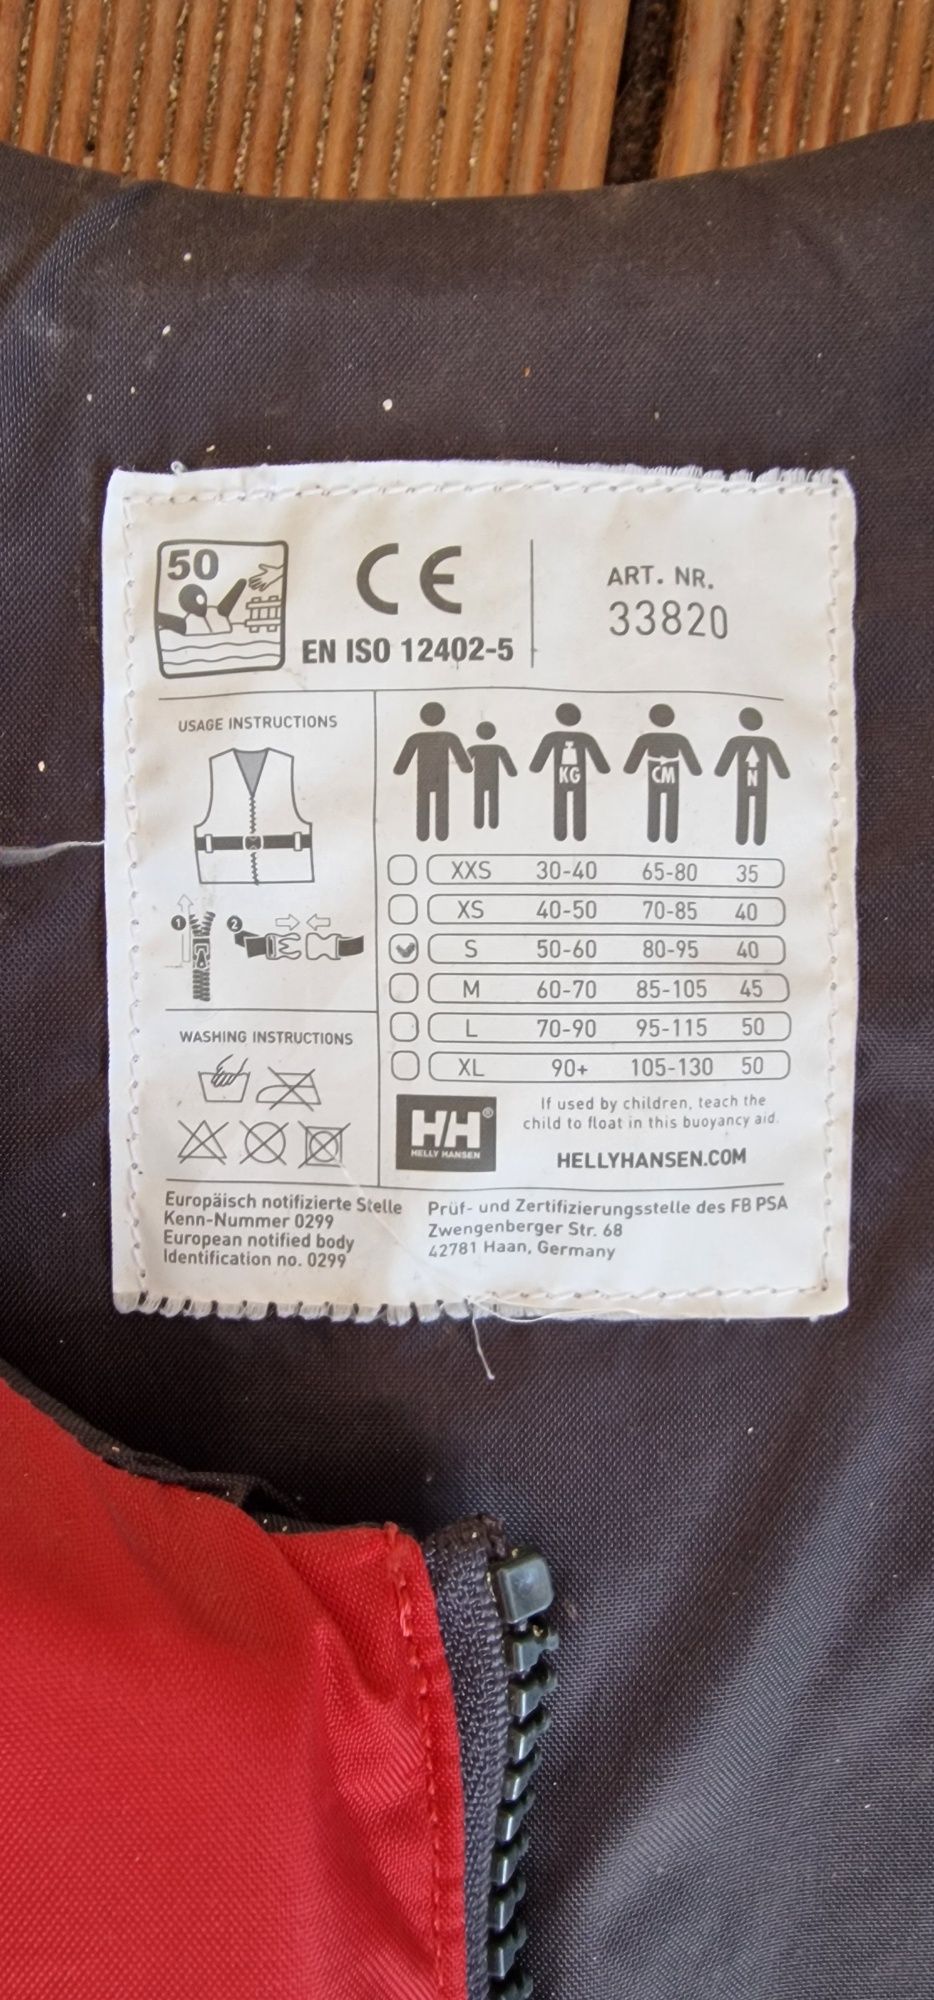 50
CE
EN ISO 12402-5
ART. NR.
33820
USAGE INSTRUCTIONS
1 2
KG CM N
XXS 30-40 65-80 35
XS 40-50 70-85 40
S 50-60 80-95 40
M 60-70 85-105 45
L 70-90 95-115 50
XL 90+ 105-130 50
WASHING INSTRUCTIONS
H/H®
HELLY HANSEN
If used by children, teach the
child to float in this buoyancy aid.
HELLYHANSEN.COM
Europäisch notifizierte Stelle
Kenn-Nummer 0299
European notified body
Identification no. 0299
Prüf- und Zertifizierungsstelle des FB PSA
Zwengenberger Str. 68
42781 Haan, Germany